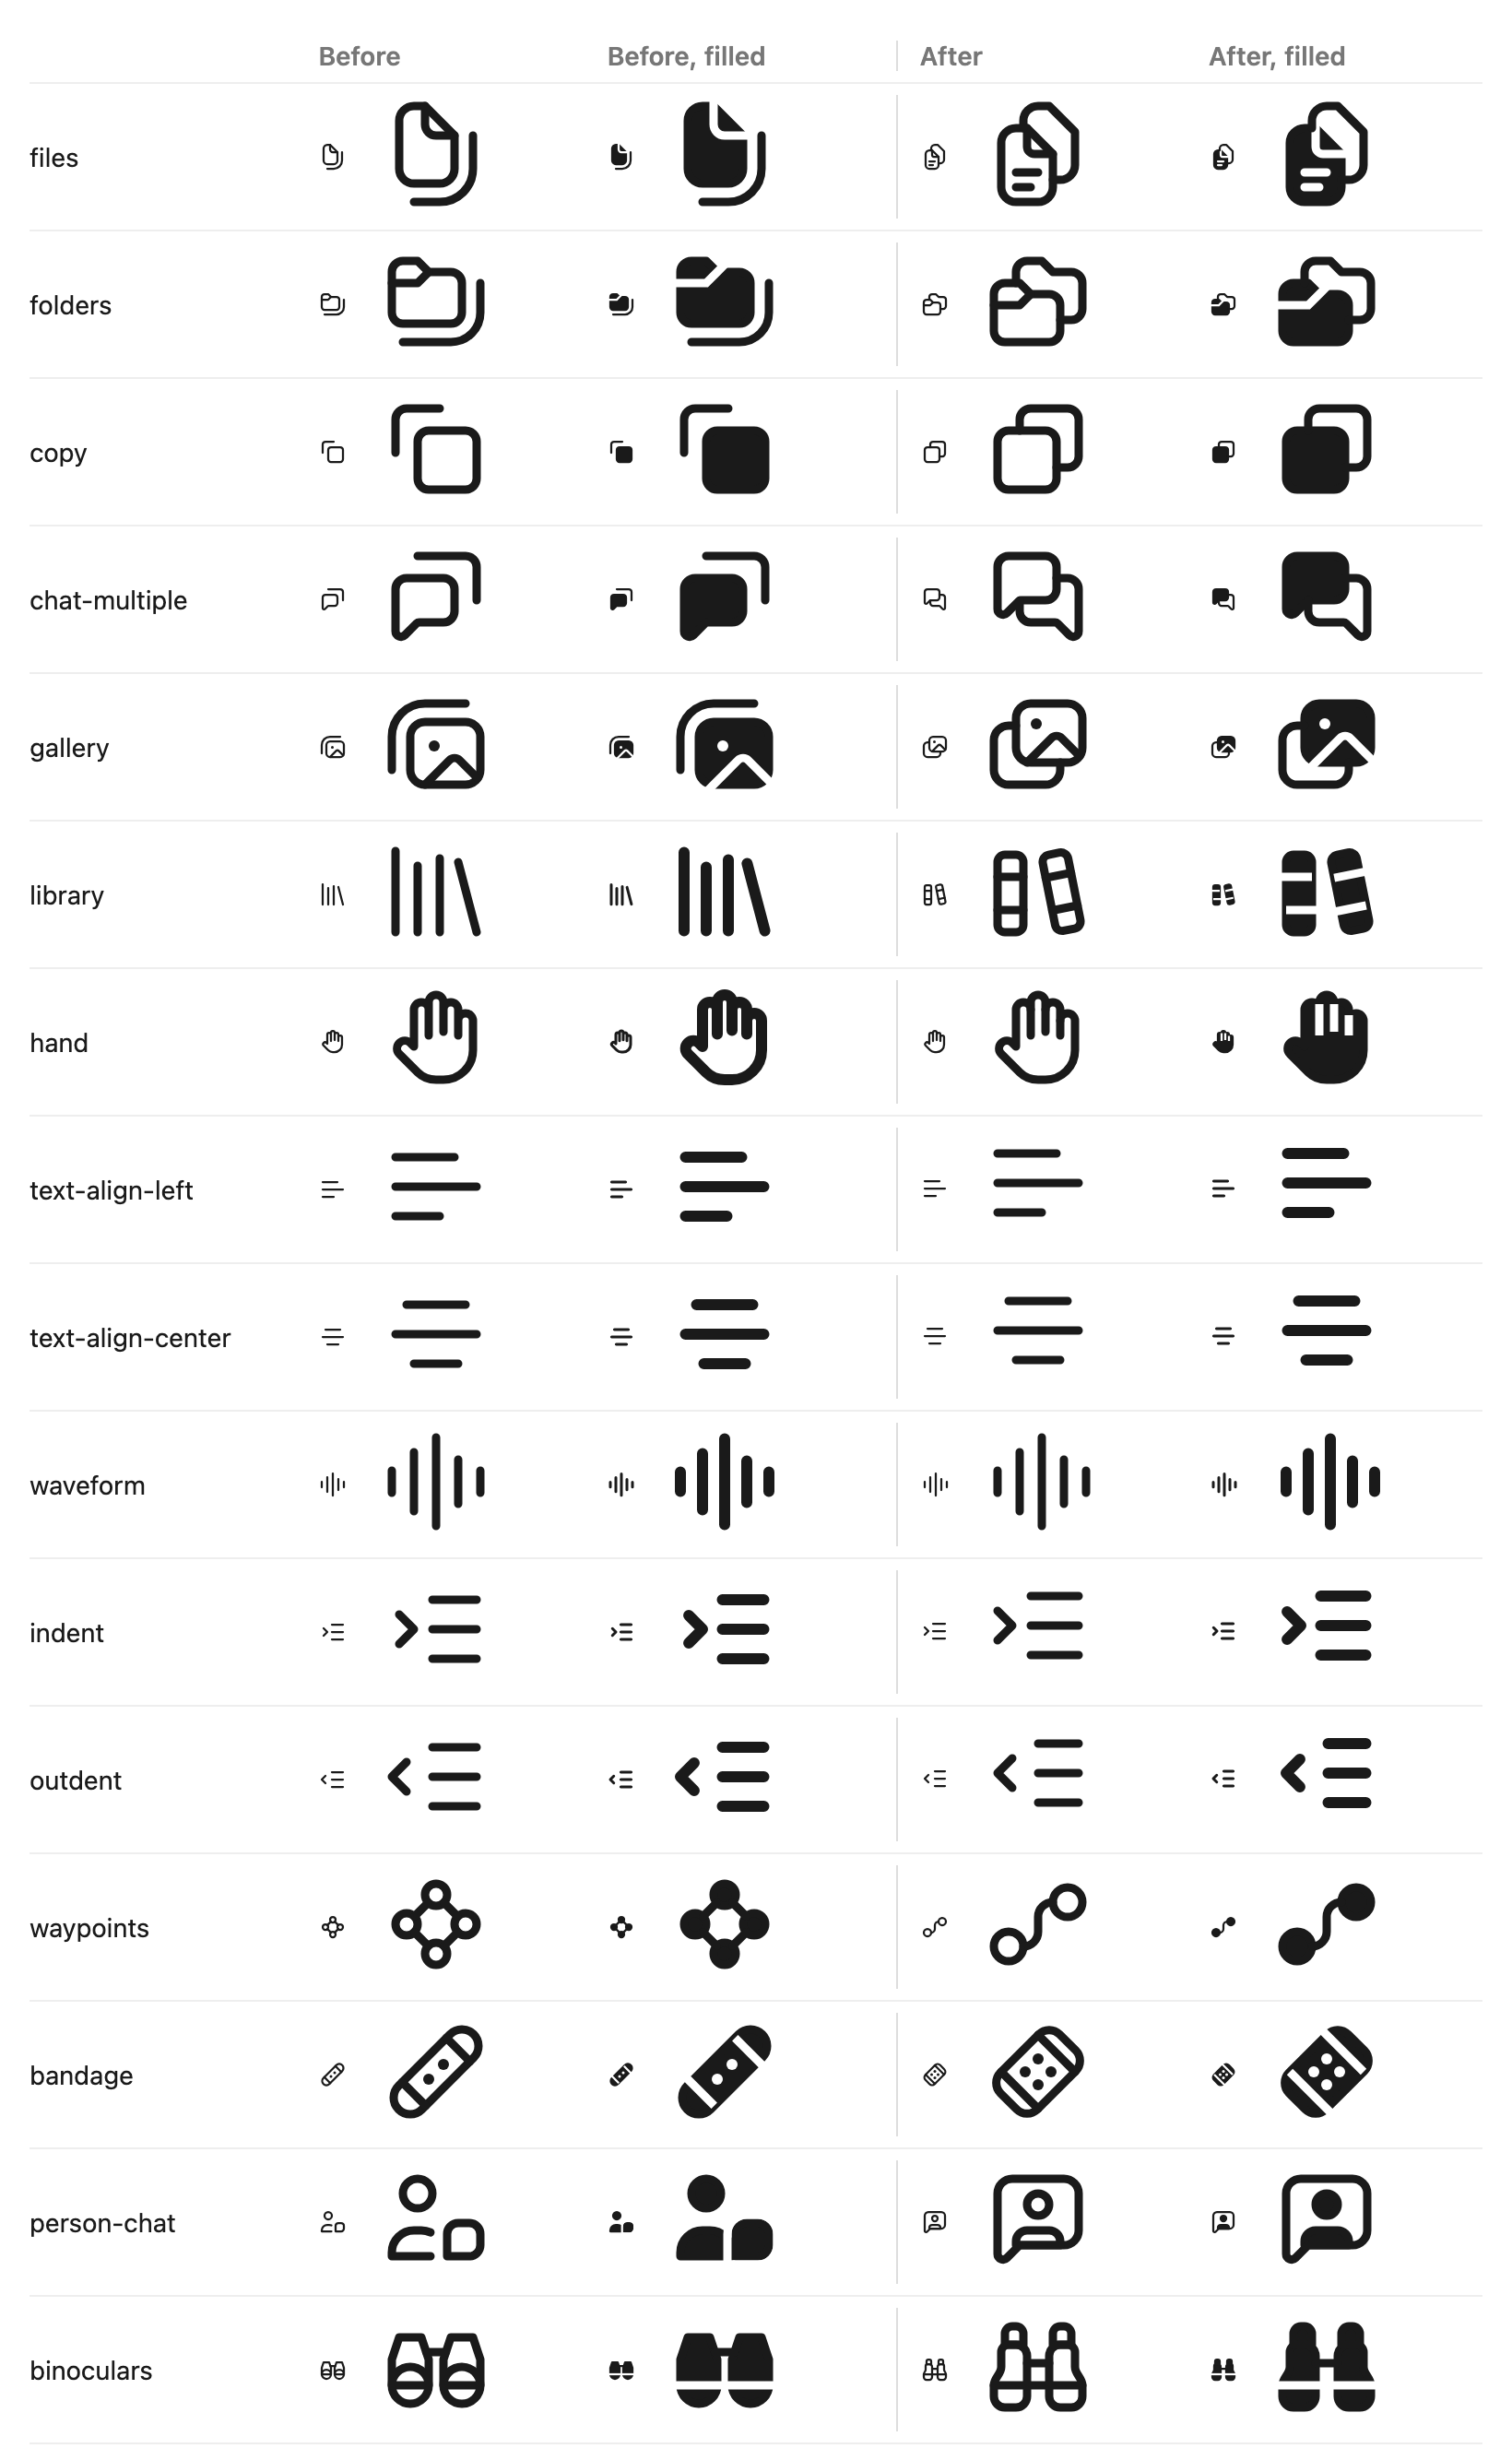 Before Before, filled After After, filled
files
folders
copy
chat-multiple
gallery
library
hand
text-align-left
text-align-center
waveform
indent
outdent
waypoints
bandage
person-chat
binoculars